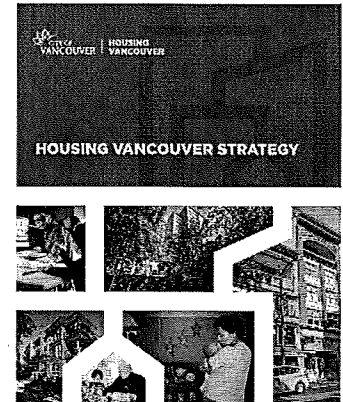 CITY OF
VANCOUVER
HOUSING
VANCOUVER
HOUSING VANCOUVER STRATEGY